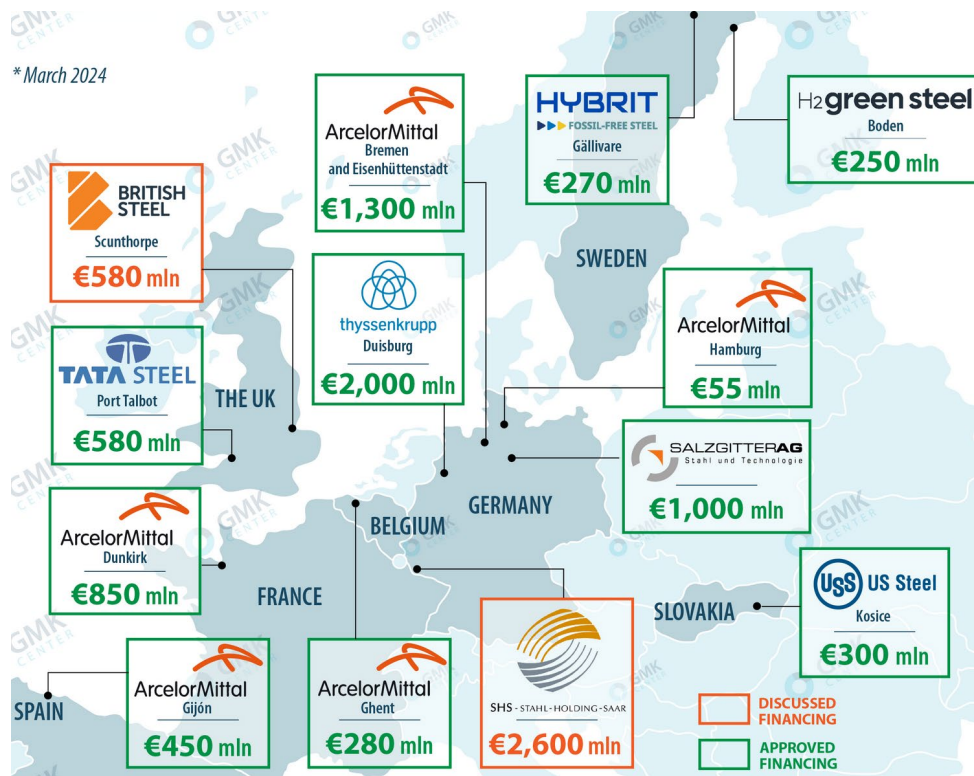 * March 2024
ArcelorMittal
Bremen
and Eisenhüttenstadt
€1,300 mln
HYBRIT
FOSSIL-FREE STEEL
Gällivare
€270 mln
H2 green steel
Boden
€250 mln
BRITISH
STEEL
Scunthorpe
€580 mln
thyssenkrupp
Duisburg
€2,000 mln
SWEDEN
ArcelorMittal
Hamburg
€55 mln
TATA STEEL
Port Talbot
€580 mln
THE UK
SALZGITTERAG
Stahl und Technologie
€1,000 mln
GERMANY
BELGIUM
ArcelorMittal
Dunkirk
€850 mln
FRANCE
SLOVAKIA
USS US Steel
Kosice
€300 mln
SPAIN
ArcelorMittal
Gijón
€450 mln
ArcelorMittal
Ghent
€280 mln
SHS - STAHL - HOLDING - SAAR
€2,600 mln
DISCUSSED
FINANCING
APPROVED
FINANCING
GMK
CENTER